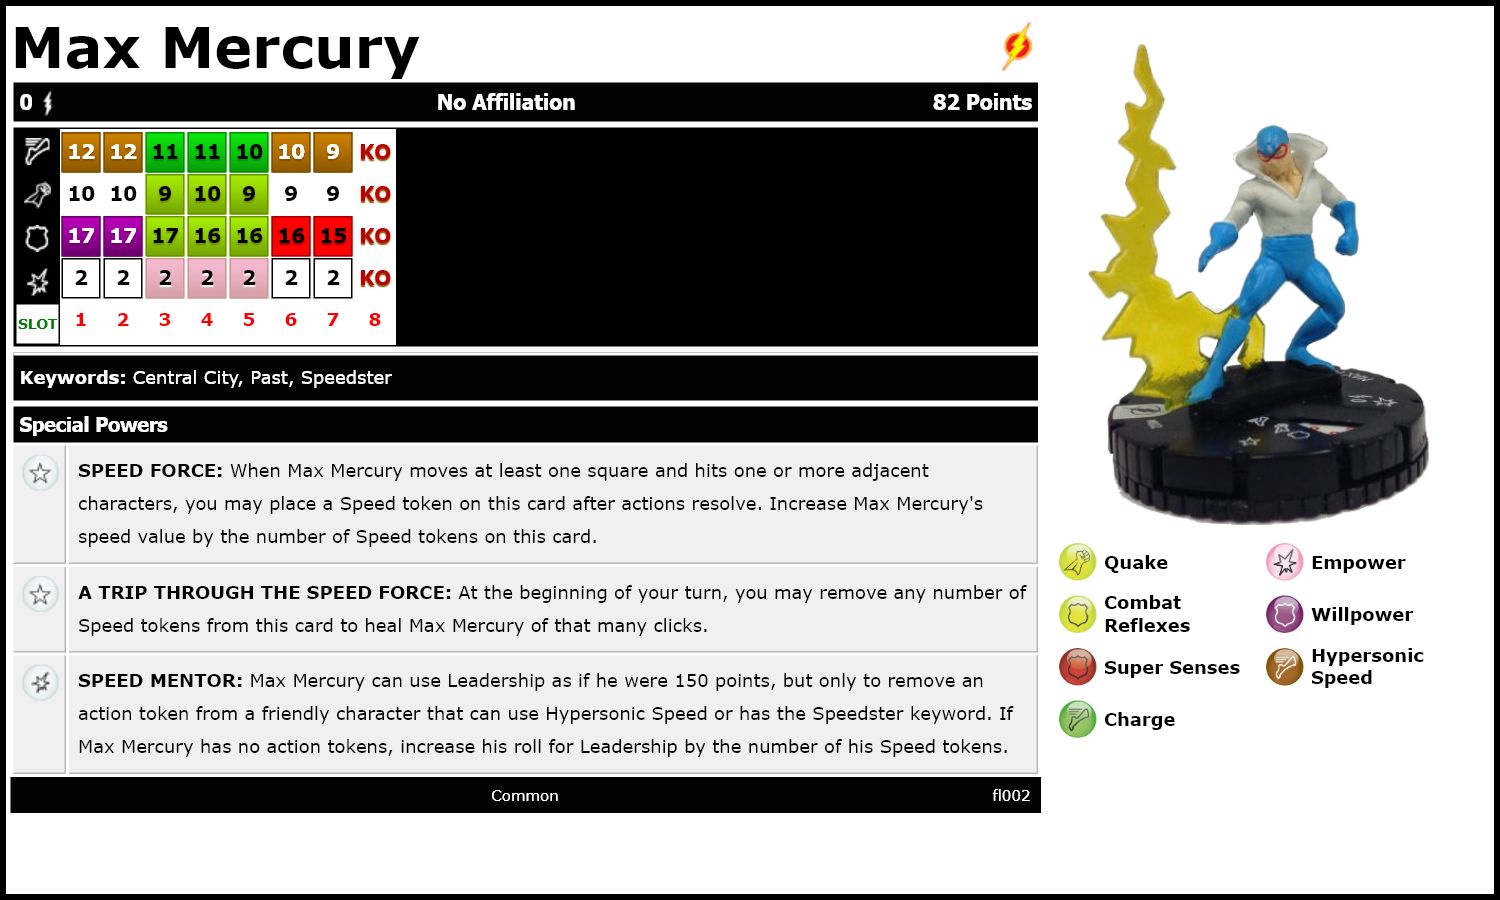 Max Mercury
0 No Affiliation 82 Points
12 12 11 11 10 10 9 KO
10 10 9 10 9 9 9 KO
17 17 17 16 16 16 15 KO
2 2 2 2 2 2 2 KO
SLOT 1 2 3 4 5 6 7 8
Keywords: Central City, Past, Speedster
Special Powers
SPEED FORCE: When Max Mercury moves at least one square and hits one or more adjacent
characters, you may place a Speed token on this card after actions resolve. Increase Max Mercury's
speed value by the number of Speed tokens on this card.
A TRIP THROUGH THE SPEED FORCE: At the beginning of your turn, you may remove any number of
Speed tokens from this card to heal Max Mercury of that many clicks.
SPEED MENTOR: Max Mercury can use Leadership as if he were 150 points, but only to remove an
action token from a friendly character that can use Hypersonic Speed or has the Speedster keyword. If
Max Mercury has no action tokens, increase his roll for Leadership by the number of his Speed tokens.
Common fl002
Quake
Combat
Reflexes
Super Senses
Charge
Empower
Willpower
Hypersonic
Speed